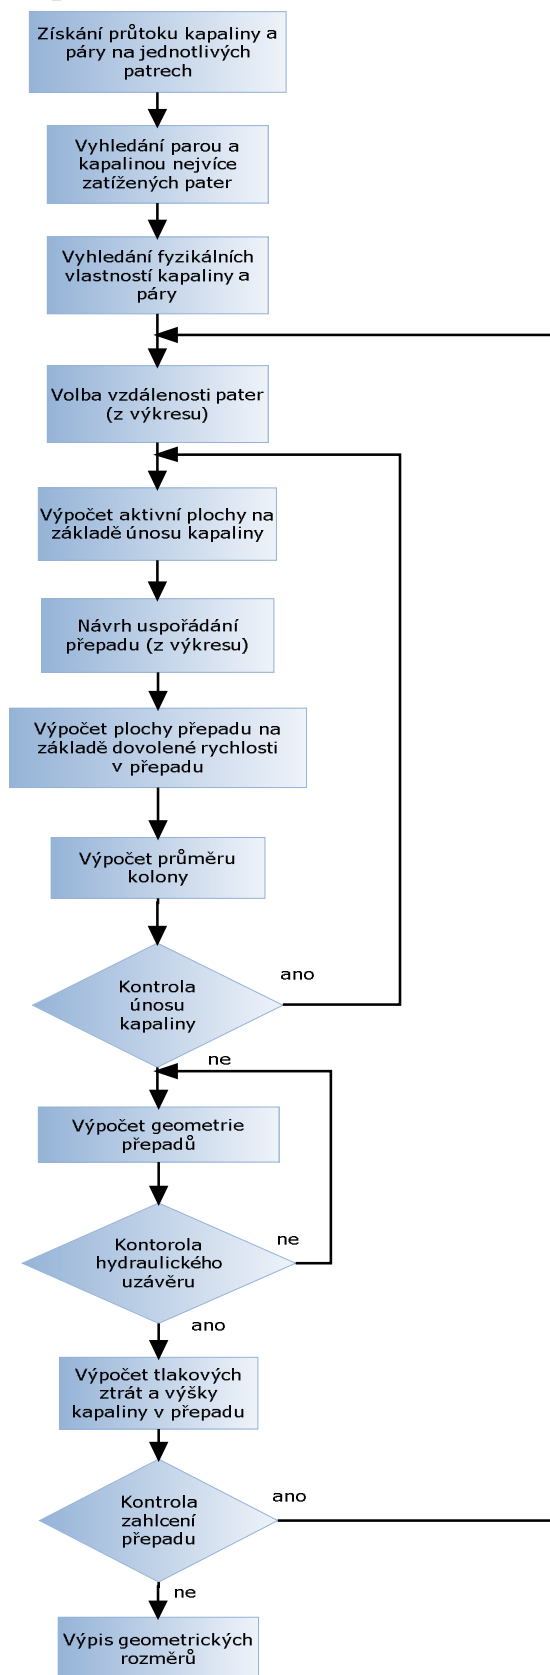 Získání průtoku kapaliny a
páry na jednotlivých
patrech
Vyhledání parou a
kapalinou nejvíce
zatížených pater
Vyhledání fyzikálních
vlastností kapaliny a
páry
Volba vzdálenosti pater
(z výkresu)
Výpočet aktivní plochy na
základě únosu kapaliny
Návrh uspořádání
přepadu (z výkresu)
Výpočet plochy přepadu na
základě dovolené rychlosti
v přepadu
Výpočet průměru
kolony
Kontrola
únosu
kapaliny
ano
ne
Výpočet geometrie
přepadů
Kontorola
hydraulického
uzávěru
ne
ano
Výpočet tlakových
ztrát a výšky
kapaliny v přepadu
Kontrola
zahlcení
přepadu
ano
ne
Výpis geometrických
rozměrů